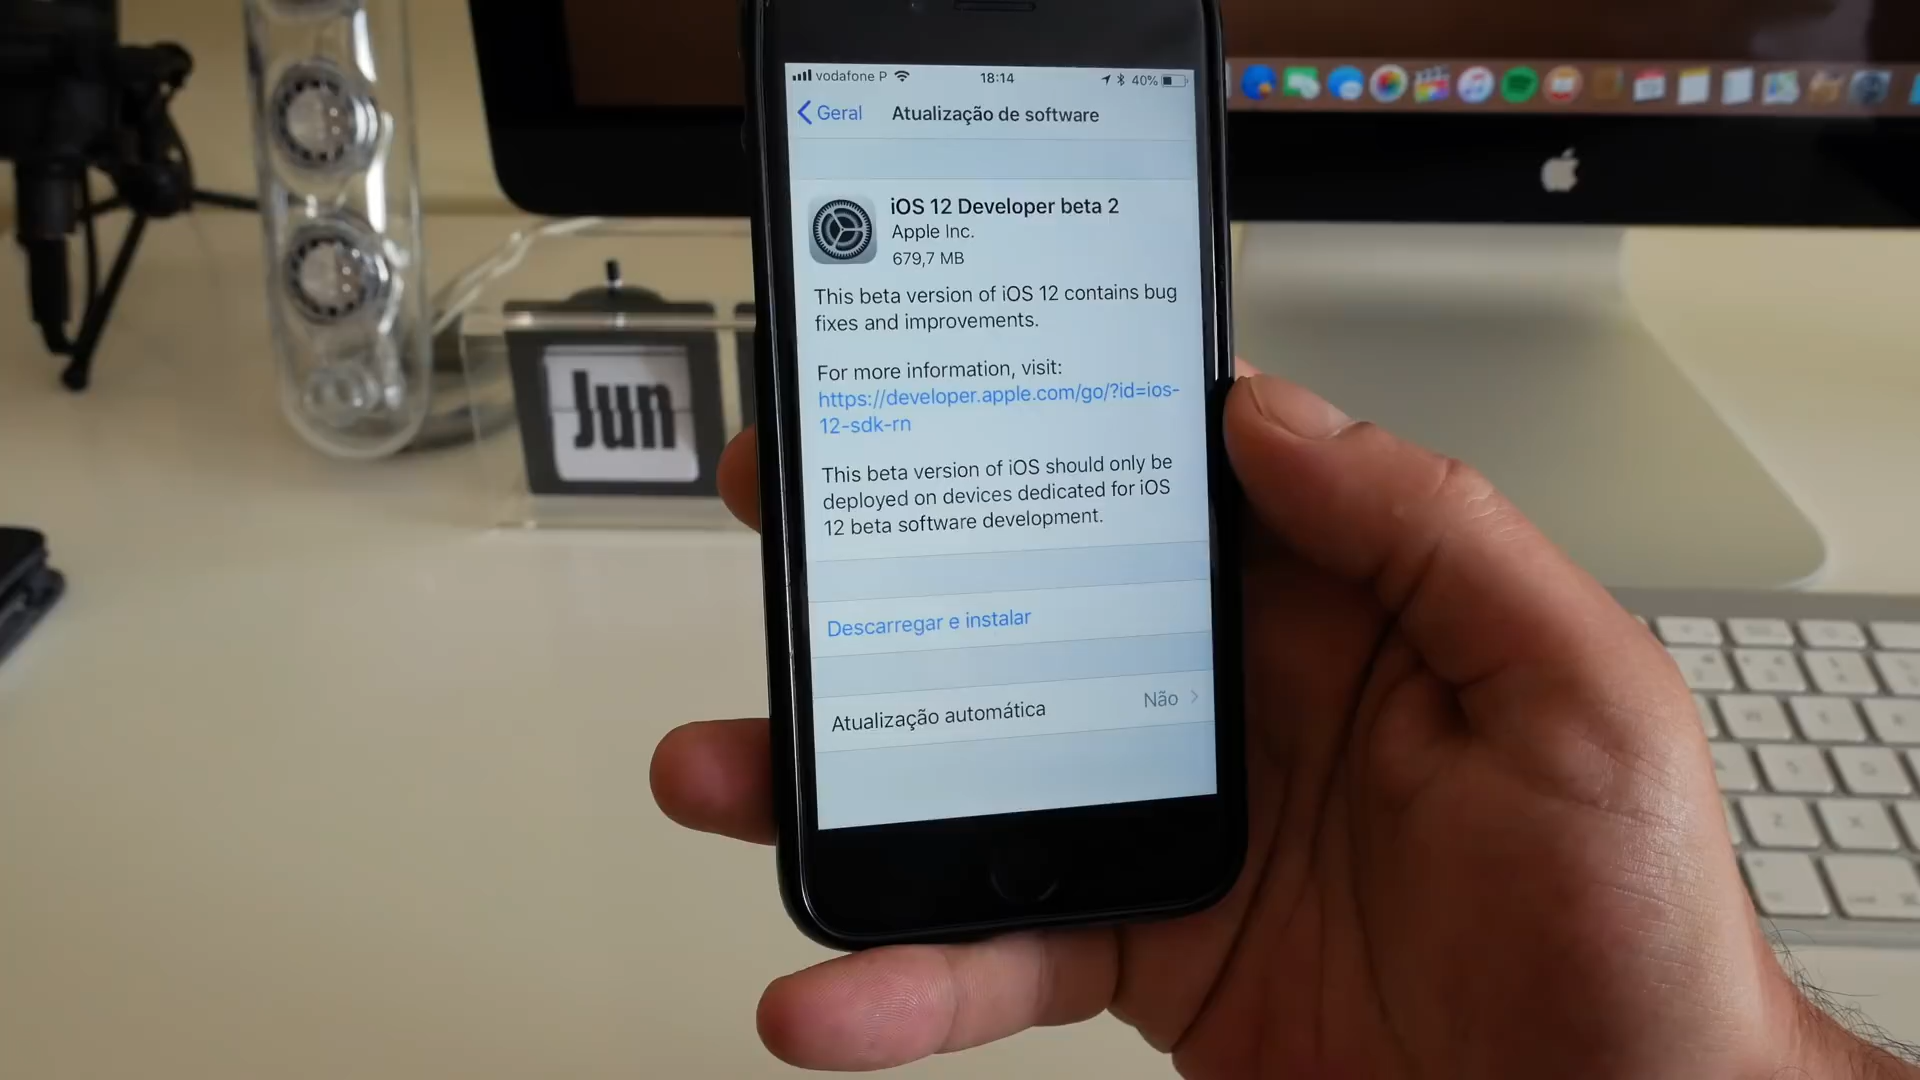 vodafone P 18:14 40%
Geral Atualização de software
iOS 12 Developer beta 2
Apple Inc.
679,7 MB
This beta version of iOS 12 contains bug
fixes and improvements.
For more information, visit:
https://developer.apple.com/go/?id=ios-
12-sdk-rn
This beta version of iOS should only be
deployed on devices dedicated for iOS
12 beta software development.
Descarregar e instalar
Atualização automática Não
Jun